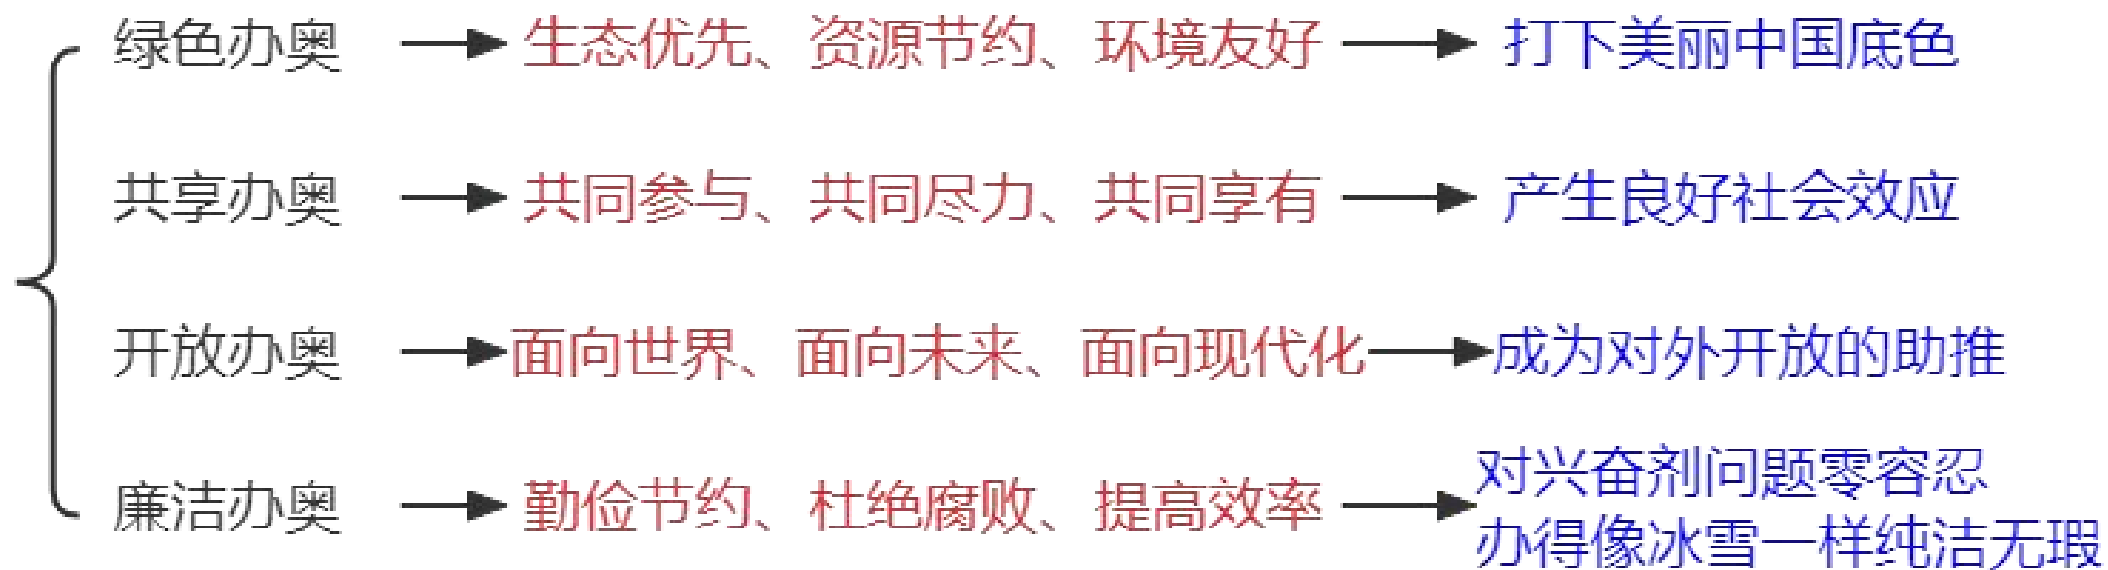 绿色办奥 生态优先、资源节约、环境友好 打下美丽中国底色
共享办奥 共同参与、共同尽力、共同享有 产生良好社会效应
开放办奥 面向世界、面向未来、面向现代化 成为对外开放的助推
廉洁办奥 勤俭节约、杜绝腐败、提高效率 对兴奋剂问题零容忍
办得像冰雪一样纯洁无瑕